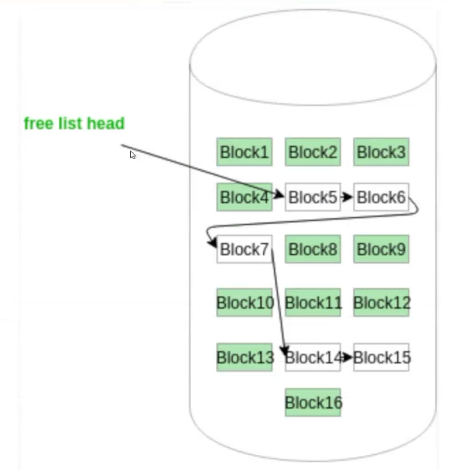 free list head
Block1 Block2 Block3
Block4 Block5 Block6
Block7 Block8 Block9
Block10 Block11 Block12
Block13 Block14 Block15
Block16